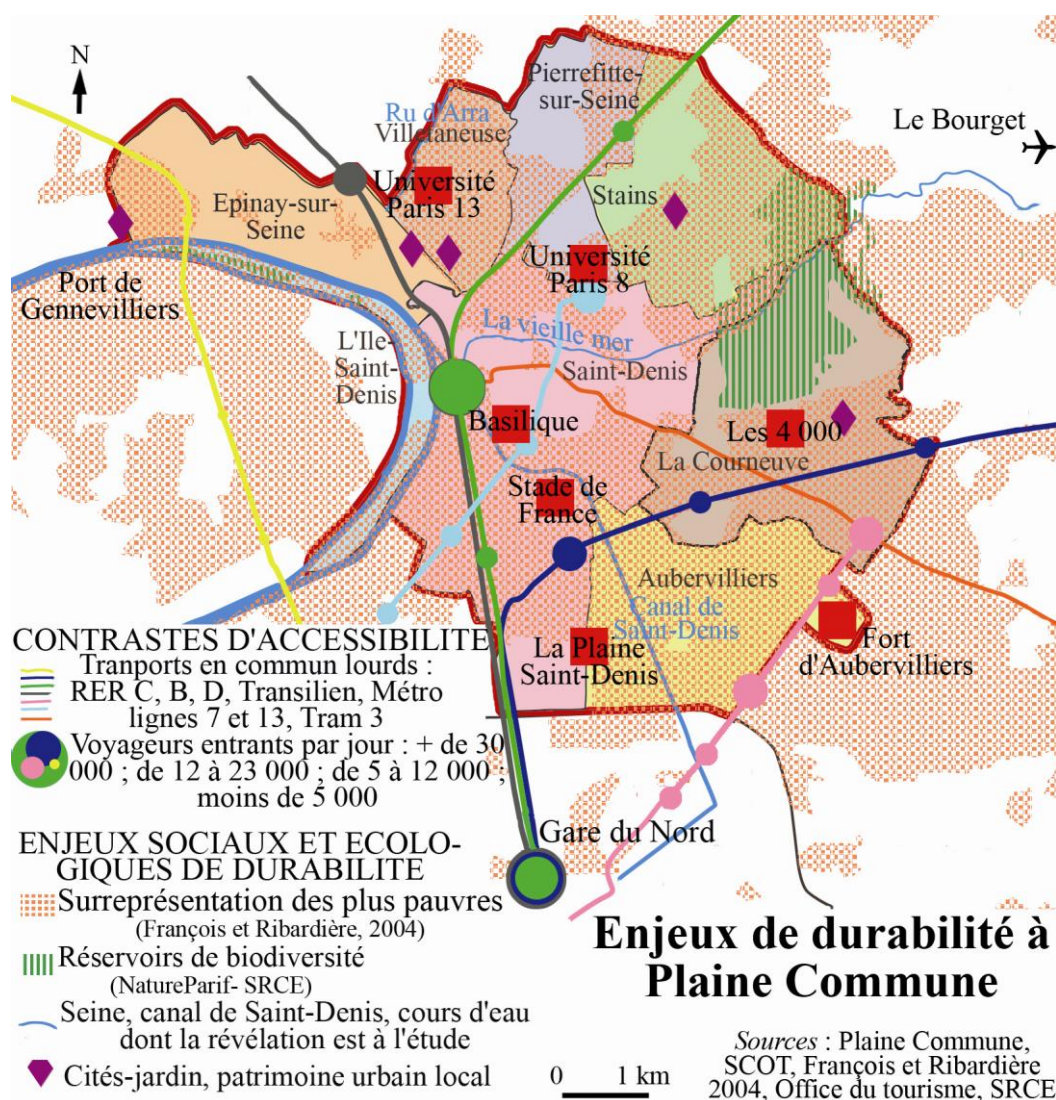 N
Pierrefitte-
sur-Seine
Ru d'Arra
Villetaneuse
Le Bourget
Université
Paris 13
Stains
Epinay-sur-
Seine
Université
Paris 8
Port de
Gennevilliers
La vieille mer
L'Ile-
Saint-
Denis
Saint-Denis
Basilique
Les 4 000
La Courneuve
Stade de
France
Aubervilliers
Canal de
Saint-Denis
La Plaine
Saint-Denis
Fort
d'Aubervilliers
Gare du Nord
CONTRASTES D'ACCESSIBILITE
Tranports en commun lourds :
RER C, B, D, Transilien, Métro
lignes 7 et 13, Tram 3
Voyageurs entrants par jour : + de 30
000 ; de 12 à 23 000 ; de 5 à 12 000 ;
moins de 5 000
ENJEUX SOCIAUX ET ECOLO-
GIQUES DE DURABILITE
Surreprésentation des plus pauvres
(François et Ribardière, 2004)
Réservoirs de biodiversité
(NatureParif- SRCE)
Seine, canal de Saint-Denis, cours d'eau
dont la révélation est à l'étude
Cités-jardin, patrimoine urbain local
0 1 km
Enjeux de durabilité à
Plaine Commune
Sources : Plaine Commune,
SCOT, François et Ribardière
2004, Office du tourisme, SRCE